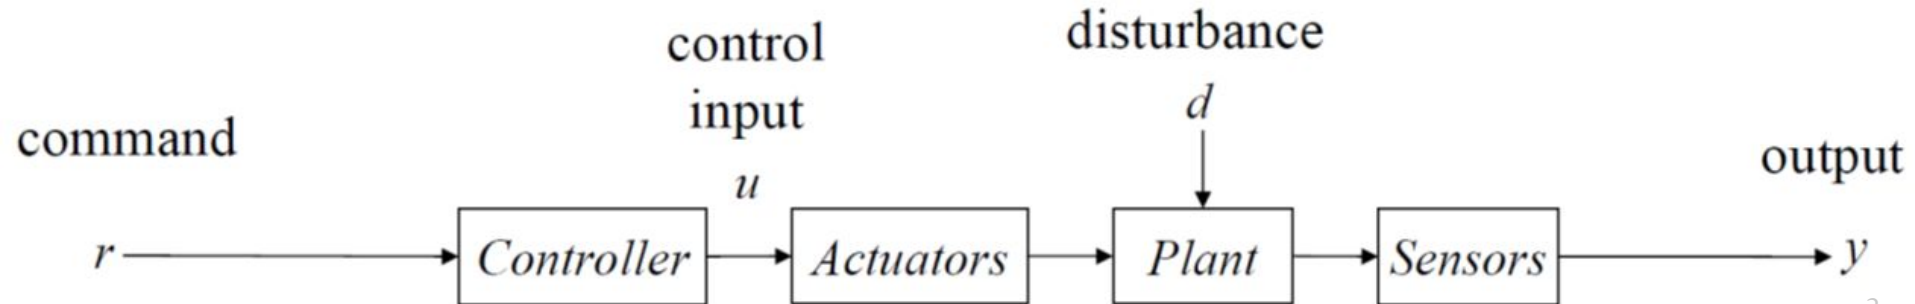 command
control
input
u
disturbance
d
output
r
Controller
Actuators
Plant
Sensors
y